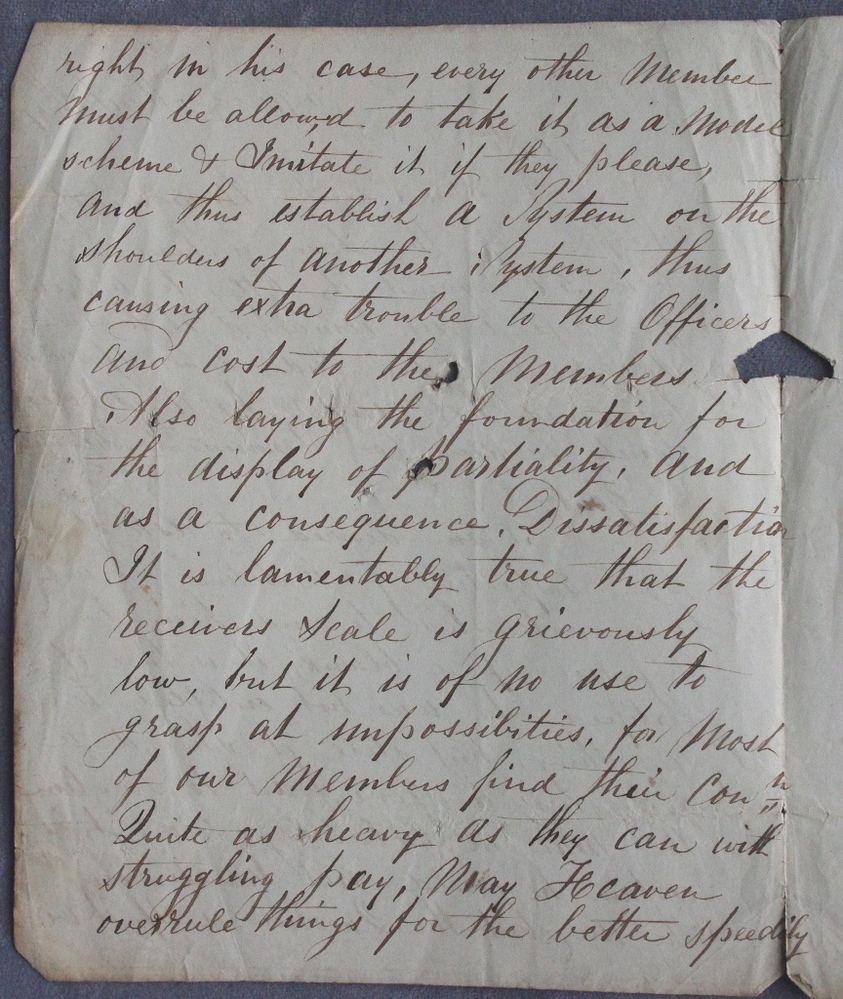 right in his case, every other Member
must be allow,d to take it as a Model
scheme & Imitate it if they please,
and thus establish a System on the
shoulders of another System, thus
causing extra trouble to the Officers
and cost to the Members
Also laying the foundation for
the display of partiality, and
as a consequence, Dissatisfaction
It is lamentably true that the
receivers scale is grievously
low, but it is of no use to
grasp at impossibities, for Most
of our Members find their
Quite as heavy as they can with
struggling pay, May Heaven
overrule things for the better speedily